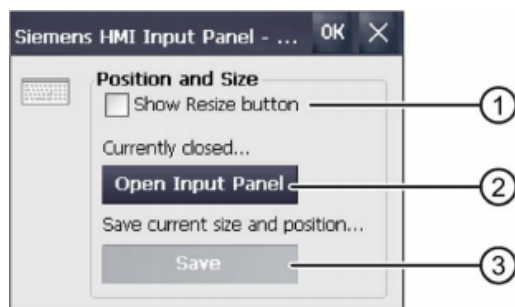 Siemens HMI Input Panel - ... OK
Position and Size
Show Resize button
1
Currently closed...
Open Input Panel
2
Save current size and position...
Save
3